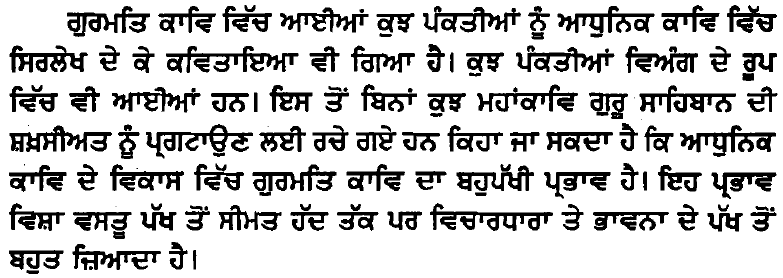 ਗੁਰਮਤਿ ਕਾਵਿ ਵਿੱਚ ਆਈਆਂ ਕੁਝ ਪੰਕਤੀਆਂ ਨੂੰ ਆਧੁਨਿਕ ਕਾਵਿ ਵਿੱਚ
ਸਿਰਲੇਖ ਦੇ ਕੇ ਕਵਿਤਾਇਆ ਵੀ ਗਿਆ ਹੈ। ਕੁਝ ਪੰਕਤੀਆਂ ਵਿਅੰਗ ਦੇ ਰੂਪ
ਵਿੱਚ ਵੀ ਆਈਆਂ ਹਨ। ਇਸ ਤੋਂ ਬਿਨਾਂ ਕੁਝ ਮਹਾਂਕਾਵਿ ਗੁਰੂ ਸਾਹਿਬਾਨ ਦੀ
ਸ਼ਖ਼ਸੀਅਤ ਨੂੰ ਪ੍ਰਗਟਾਉਣ ਲਈ ਰਚੇ ਗਏ ਹਨ ਕਿਹਾ ਜਾ ਸਕਦਾ ਹੈ ਕਿ ਆਧੁਨਿਕ
ਕਾਵਿ ਦੇ ਵਿਕਾਸ ਵਿੱਚ ਗੁਰਮਤਿ ਕਾਵਿ ਦਾ ਬਹੁਪੱਖੀ ਪ੍ਰਭਾਵ ਹੈ। ਇਹ ਪ੍ਰਭਾਵ
ਵਿਸ਼ਾ ਵਸਤੂ ਪੱਖ ਤੋਂ ਸੀਮਤ ਹੱਦ ਤੱਕ ਪਰ ਵਿਚਾਰਧਾਰਾ ਤੇ ਭਾਵਨਾ ਦੇ ਪੱਖ ਤੋਂ
ਬਹੁਤ ਜ਼ਿਆਦਾ ਹੈ।